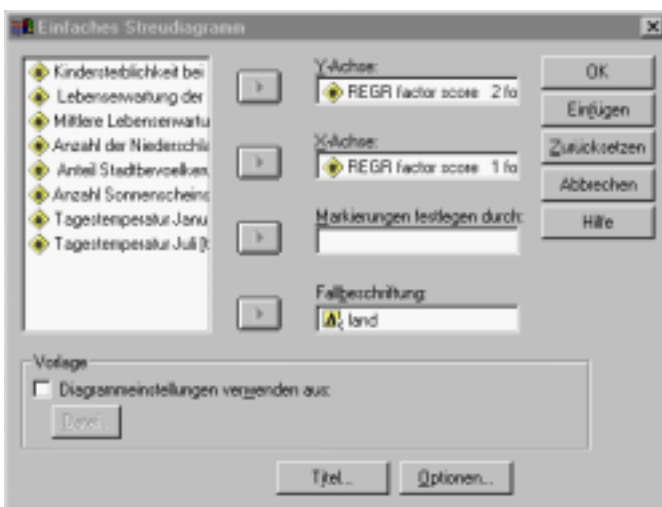 Einfaches Streudiagramm
Kindersterblichkeit bei
Lebenserwartung der
Mittlere Lebenserwartu
Anzahl der Niederschla
Anteil Stadtbevoelker
Anzahl Sonnenscheins
Tagestemperatur Janu
Tagestemperatur Juli [t
Y-Achse:
REGR factor score 2 fo
X-Achse:
REGR factor score 1 fo
Markierungen festlegen durch:
Fallbeschriftung:
land
OK
Einfügen
Zurücksetzen
Abbrechen
Hilfe
Vorlage
Diagrammeinstellungen verwenden aus:
Datei...
Titel...
Optionen...